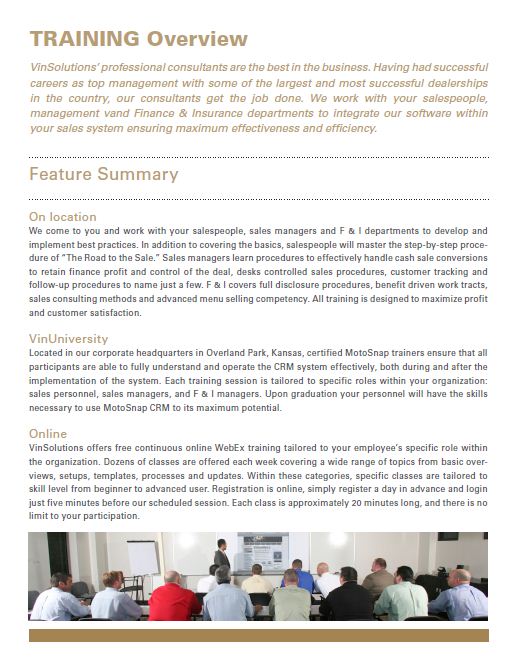 TRAINING Overview
VinSolutions' professional consultants are the best in the business. Having had successful
careers as top management with some of the largest and most successful dealerships
in the country, our consultants get the job done. We work with your salespeople,
management vand Finance & Insurance departments to integrate our software within
your sales system ensuring maximum effectiveness and efficiency.
Feature Summary
On location
We come to you and work with your salespeople, sales managers and F & I departments to develop and
implement best practices. In addition to covering the basics, salespeople will master the step-by-step proce-
dure of "The Road to the Sale." Sales managers learn procedures to effectively handle cash sale conversions
to retain finance profit and control of the deal, desks controlled sales procedures, customer tracking and
follow-up procedures to name just a few. F & I covers full disclosure procedures, benefit driven work tracts,
sales consulting methods and advanced menu selling competency. All training is designed to maximize profit
and customer satisfaction.
VinUniversity
Located in our corporate headquarters in Overland Park, Kansas, certified MotoSnap trainers ensure that all
participants are able to fully understand and operate the CRM system effectively, both during and after the
implementation of the system. Each training session is tailored to specific roles within your organization:
sales personnel, sales managers, and F & I managers. Upon graduation your personnel will have the skills
necessary to use MotoSnap CRM to its maximum potential.
Online
VinSolutions offers free continuous online WebEx training tailored to your employee's specific role within
the organization. Dozens of classes are offered each week covering a wide range of topics from basic over-
views, setups, templates, processes and updates. Within these categories, specific classes are tailored to
skill level from beginner to advanced user. Registration is online, simply register a day in advance and login
just five minutes before our scheduled session. Each class is approximately 20 minutes long, and there is no
limit to your participation.